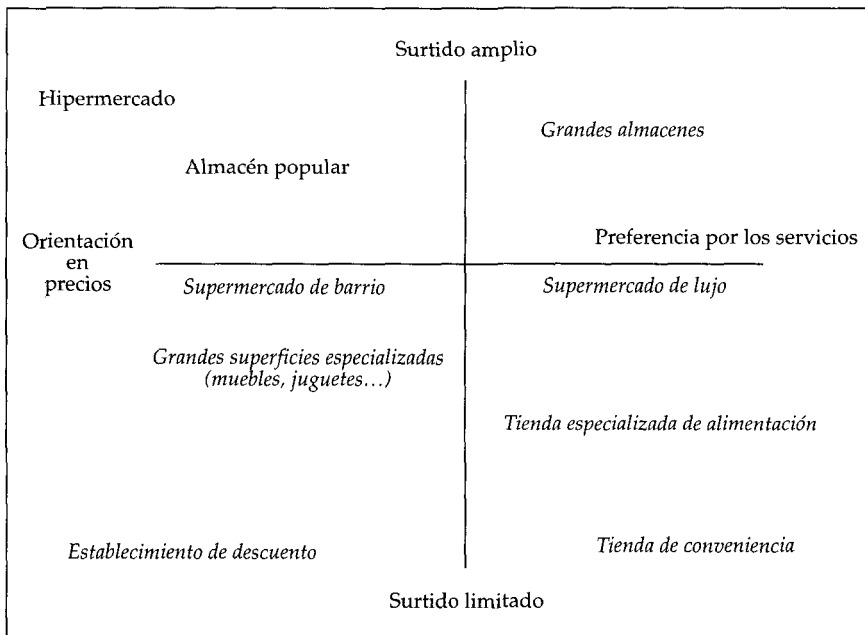 Surtido amplio
Hipermercado
Grandes almacenes
Almacén popular
Orientación
en
precios
Preferencia por los servicios
Supermercado de barrio
Supermercado de lujo
Grandes superficies especializadas
(muebles, juguetes...)
Tienda especializada de alimentación
Establecimiento de descuento
Tienda de conveniencia
Surtido limitado